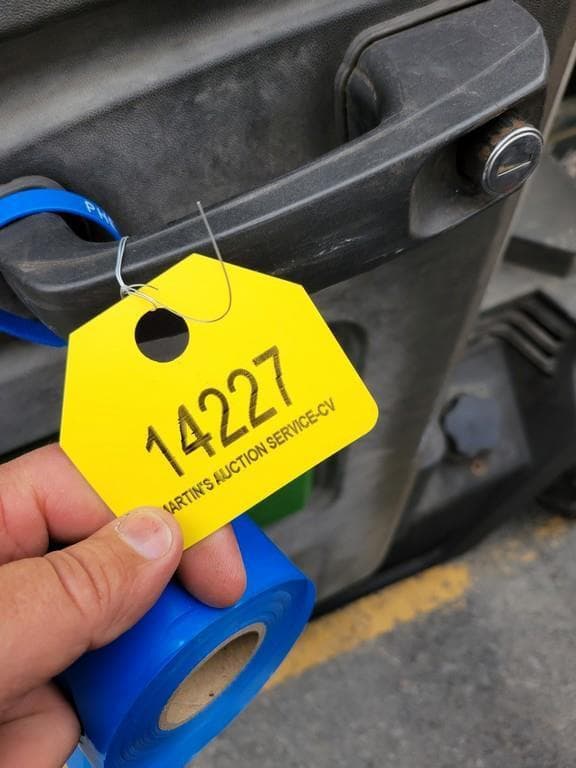 14227
MARTIN'S AUCTION SERVICE-CV